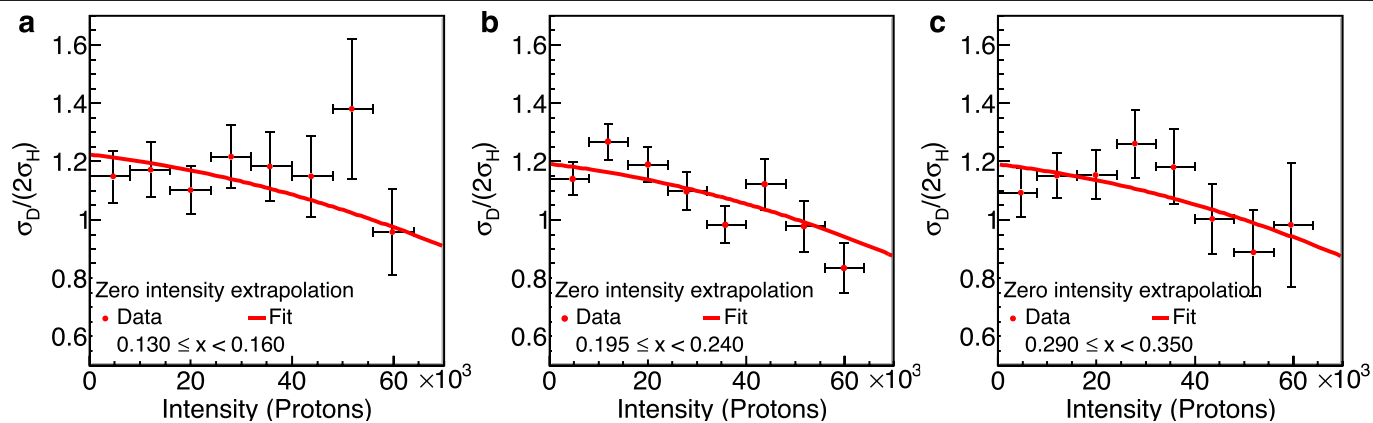 a
σD/(2σH)
1.6
1.4
1.2
1
0.8
0.6
Zero intensity extrapolation
Data Fit
0.130 ≤ x < 0.160
0 20 40 60 ×10³
Intensity (Protons)
b
σD/(2σH)
1.6
1.4
1.2
1
0.8
0.6
Zero intensity extrapolation
Data Fit
0.195 ≤ x < 0.240
0 20 40 60 ×10³
Intensity (Protons)
c
σD/(2σH)
1.6
1.4
1.2
1
0.8
0.6
Zero intensity extrapolation
Data Fit
0.290 ≤ x < 0.350
0 20 40 60 ×10³
Intensity (Protons)